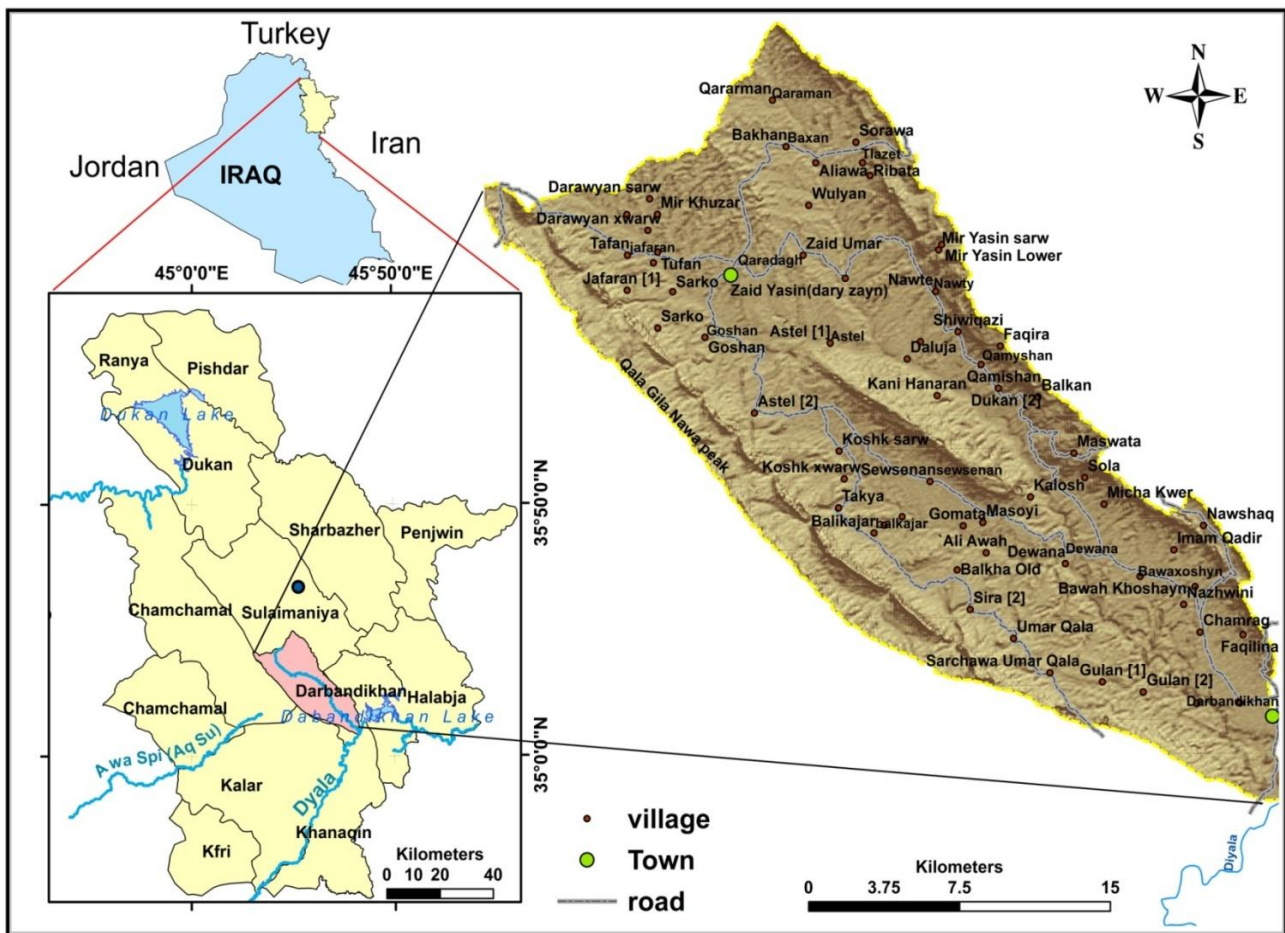 Turkey
Iran
Jordan
IRAQ
45°0'0"E
45°50'0"E
35°50'0"N
35°0'0"N
Ranya
Pishdar
Dukan Lake
Dukan
Sharbazher
Penjwin
Sulaimaniya
Chamchamal
Darbandikhan
Halabja
Chamchamal
Dabandikhan Lake
Awa Spi (Aq Su)
Kalar
Dyala
Khanaqin
Kfri
Kilometers
0 10 20 40
N
W E
S
Qararman
Qaraman
Bakhan
Baxan
Sorawa
Tlazet
Aliawa
Ribata
Wulyan
Darawyan sarw
Mir Khuzar
Darawyan xwarw
Tafan
jafaran
Tufan
Jafaran [1]
Sarko
Qaradagh
Zaid Umar
Zaid Yasin(dary zayn)
Mir Yasin sarw
Mir Yasin Lower
Nawte
Nawty
Sarko
Goshan
Goshan
Astel [1]
Astel
Shiwiqazi
Faqira
Daluja
Qamyshan
Kani Hanaran
Qamishan
Balkan
Dukan [2]
Qala Gila Nawa peak
Astel [2]
Koshk sarw
Maswata
Koshk xwarw
Sewsenan
sewsenan
Sola
Kalosh
Micha Kwer
Takya
Balikajar
balkajar
Gomata
Masoyi
Nawshaq
Imam Qadir
`Ali Awah
Dewana
Dewana
Balkha Old
Bawaxoshyn
Bawah Khoshayn
Nazhwini
Sira [2]
Umar Qala
Chamrag
Faqilina
Sarchawa Umar Qala
Gulan [1]
Gulan [2]
Darbandikhan
village
Town
road
Kilometers
0 3.75 7.5 15
Diyala